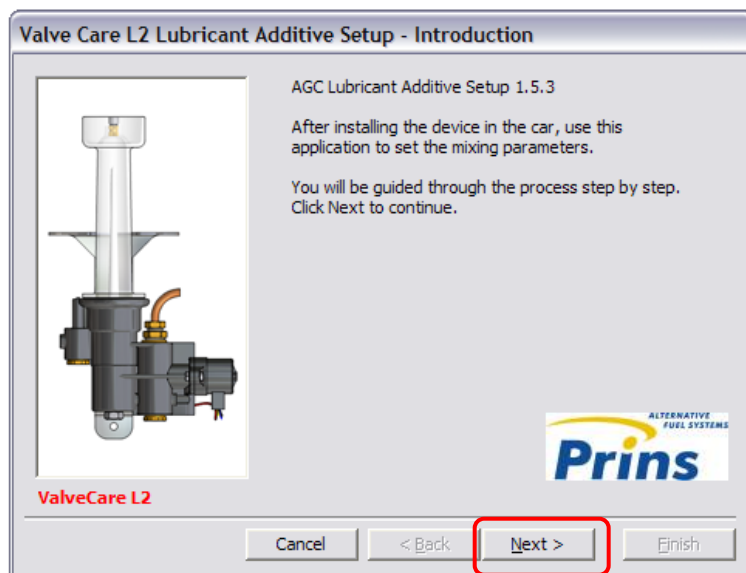 Valve Care L2 Lubricant Additive Setup - Introduction
AGC Lubricant Additive Setup 1.5.3
After installing the device in the car, use this
application to set the mixing parameters.
You will be guided through the process step by step.
Click Next to continue.
ALTERNATIVE
FUEL SYSTEMS
Prins
ValveCare L2
Cancel
< Back
Next >
Finish